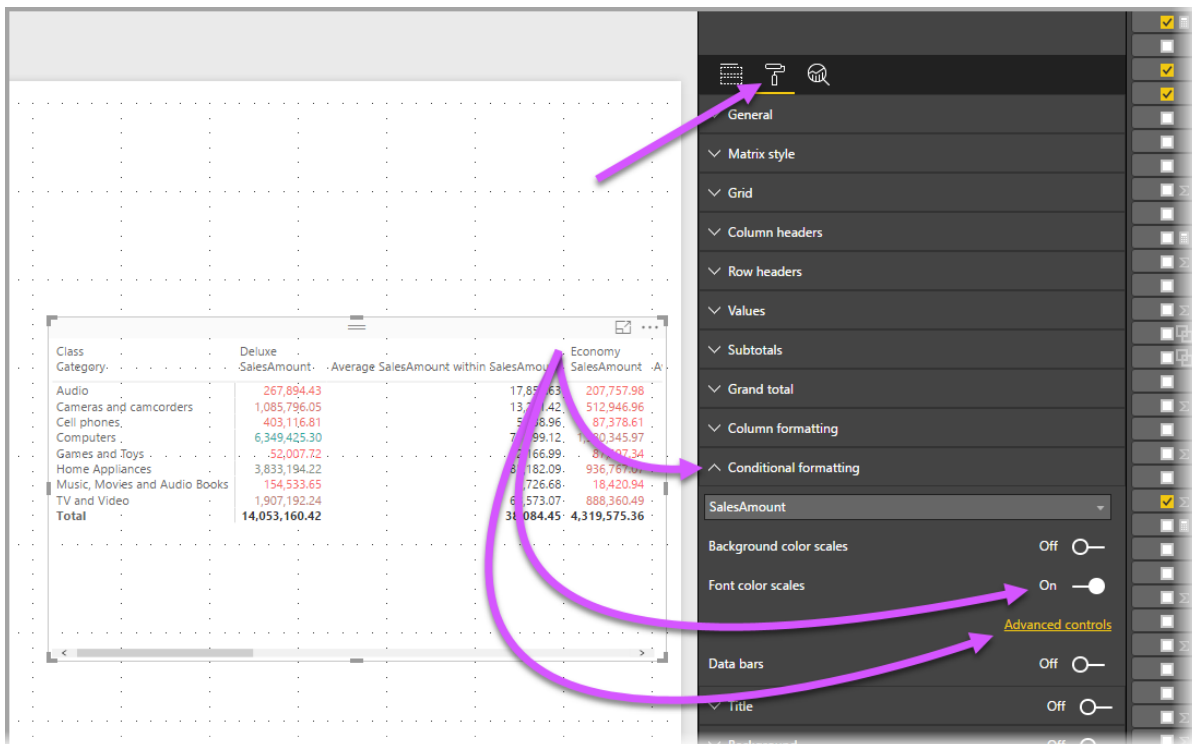 General
Matrix style
Grid
Column headers
Row headers
Values
Subtotals
Grand total
Column formatting
Conditional formatting
SalesAmount
Background color scales Off
Font color scales On
Advanced controls
Data bars Off
Title Off
Class Deluxe Economy
Category SalesAmount Average SalesAmount within SalesAmount SalesAmount
Audio 267,894.43 207,757.98
Cameras and camcorders 1,085,796.05 512,946.96
Cell phones 403,116.81 87,378.61
Computers 6,349,425.30
Games and Toys 52,007.72
Home Appliances 3,833,194.22
Music, Movies and Audio Books 154,533.65 18,420.94
TV and Video 1,907,192.24 888,360.49
Total 14,053,160.42 4,319,575.36